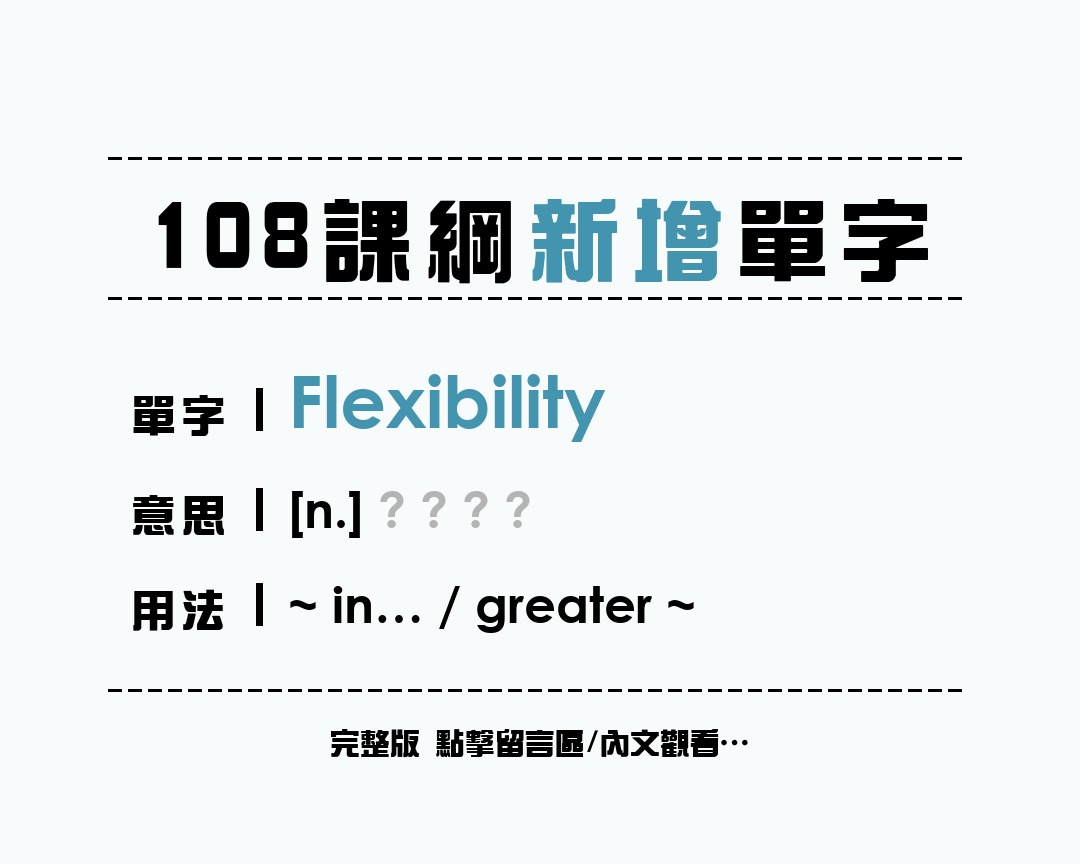 108課綱新增單字
單字 | Flexibility
意思 | [n.] ????
用法 | ~ in... / greater ~
完整版 點擊留言區/內文觀看...